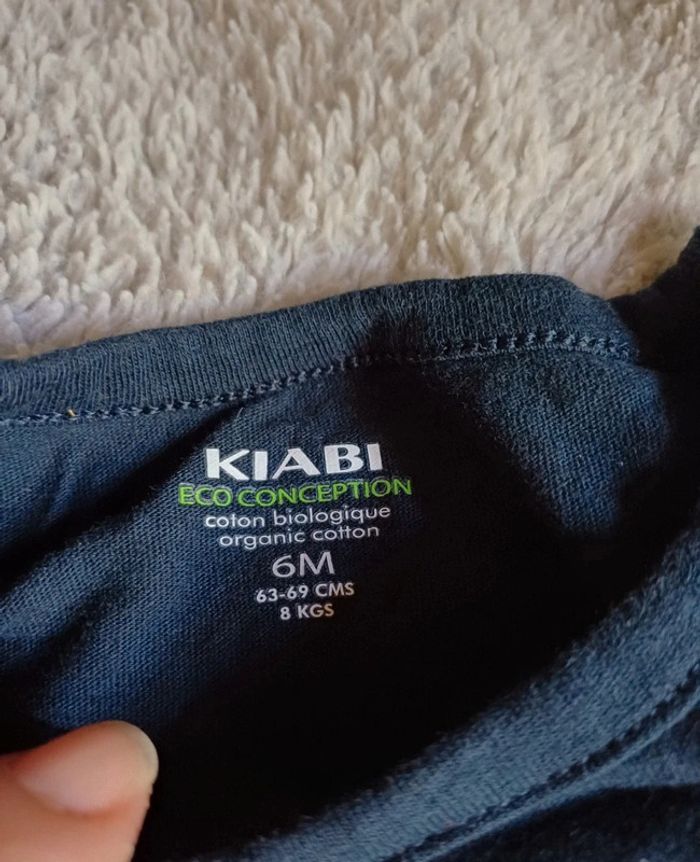 KIABI
ECO CONCEPTION
coton biologique
organic cotton
6M
63-69 CMS
8 KGS